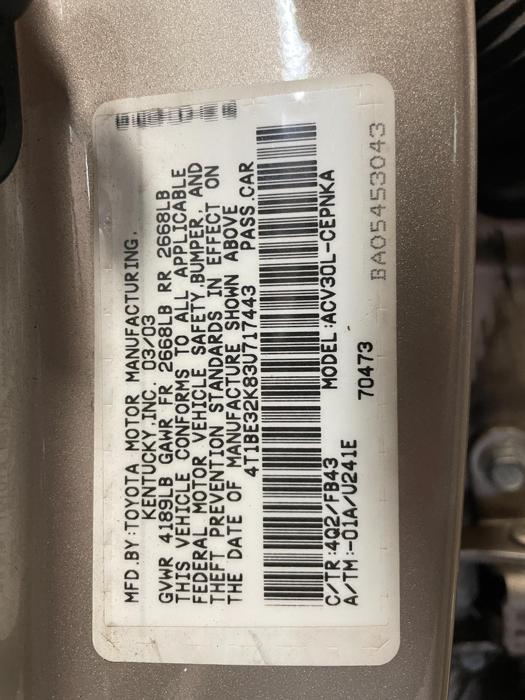 MFD.BY:TOYOTA MOTOR MANUFACTURING,
KENTUCKY,INC. 03/03
GVWR 4189LB GAWR FR 2668LB RR 2668LB
THIS VEHICLE CONFORMS TO ALL APPLICABLE
FEDERAL MOTOR VEHICLE SAFETY,BUMPER, AND
THEFT PREVENTION STANDARDS IN EFFECT ON
THE DATE OF MANUFACTURE SHOWN ABOVE
4T1BE32K83U717443 PASS.CAR
C/TR:4Q2/FB43 MODEL:ACV30L-CEPNKA
A/TM:-01A/U241E
70473
BA05453043